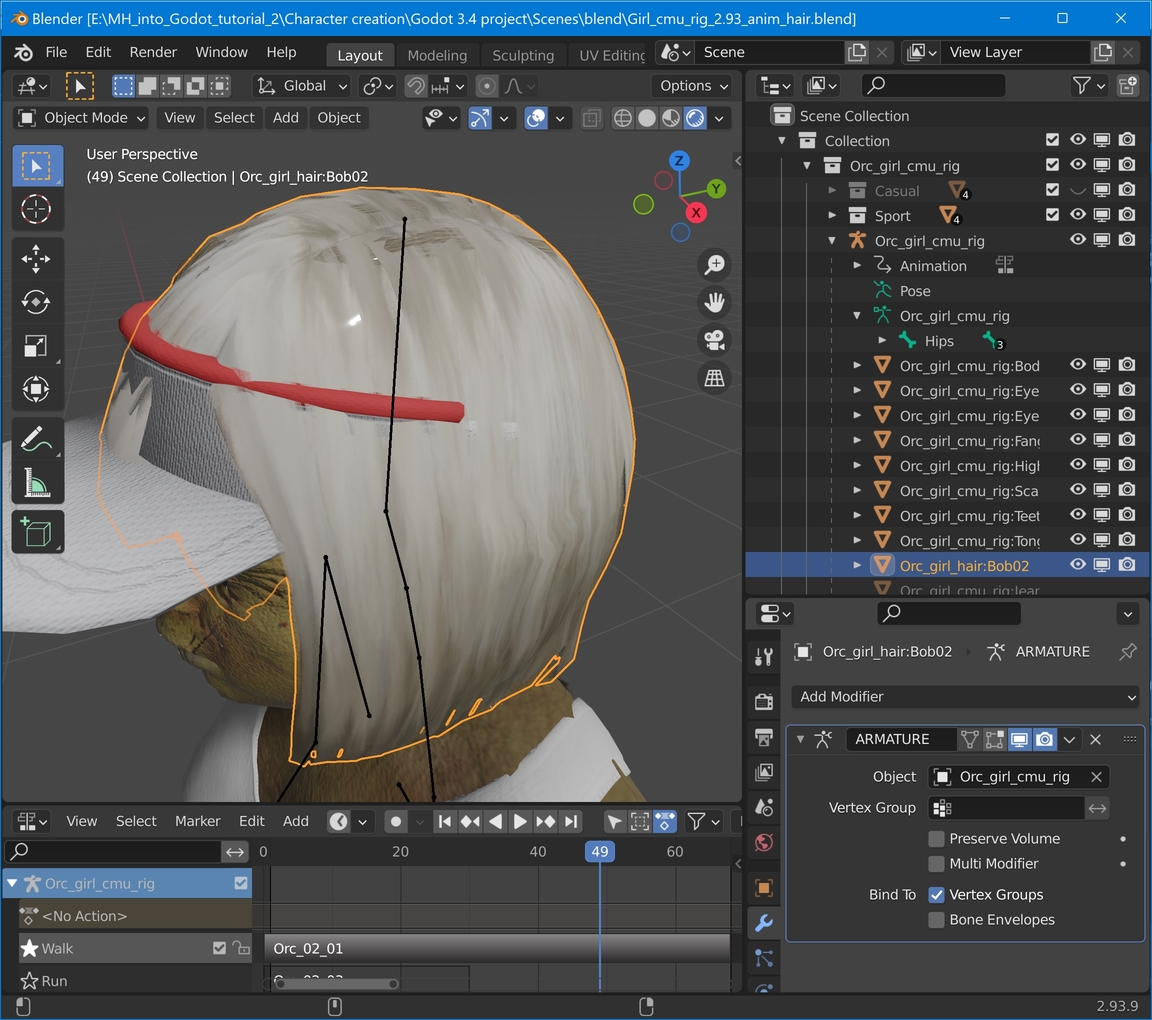 Blender [E:\MH_into_Godot_tutorial_2\Character creation\Godot 3.4 project\Scenes\blend\Girl_cmu_rig_2.93_anim_hair.blend]
File Edit Render Window Help Layout Modeling Sculpting UV Editing Scene View Layer
Global Options
Object Mode View Select Add Object
User Perspective
(49) Scene Collection | Orc_girl_hair:Bob02
Z
Y
X
Scene Collection
Collection
Orc_girl_cmu_rig
Casual 4
Sport 4
Orc_girl_cmu_rig
Animation
Pose
Orc_girl_cmu_rig
Hips 3
Orc_girl_cmu_rig:Bod
Orc_girl_cmu_rig:Eye
Orc_girl_cmu_rig:Eye
Orc_girl_cmu_rig:Fang
Orc_girl_cmu_rig:High
Orc_girl_cmu_rig:Sca
Orc_girl_cmu_rig:Teet
Orc_girl_cmu_rig:Tong
Orc_girl_hair:Bob02
Orc_girl_hair:Bob02 ARMATURE
Add Modifier
ARMATURE
Object Orc_girl_cmu_rig
Vertex Group
Preserve Volume
Multi Modifier
Bind To Vertex Groups
Bone Envelopes
View Select Marker Edit Add
0 20 40 49 60
Orc_girl_cmu_rig
<No Action>
Walk Orc_02_01
Run
2.93.9